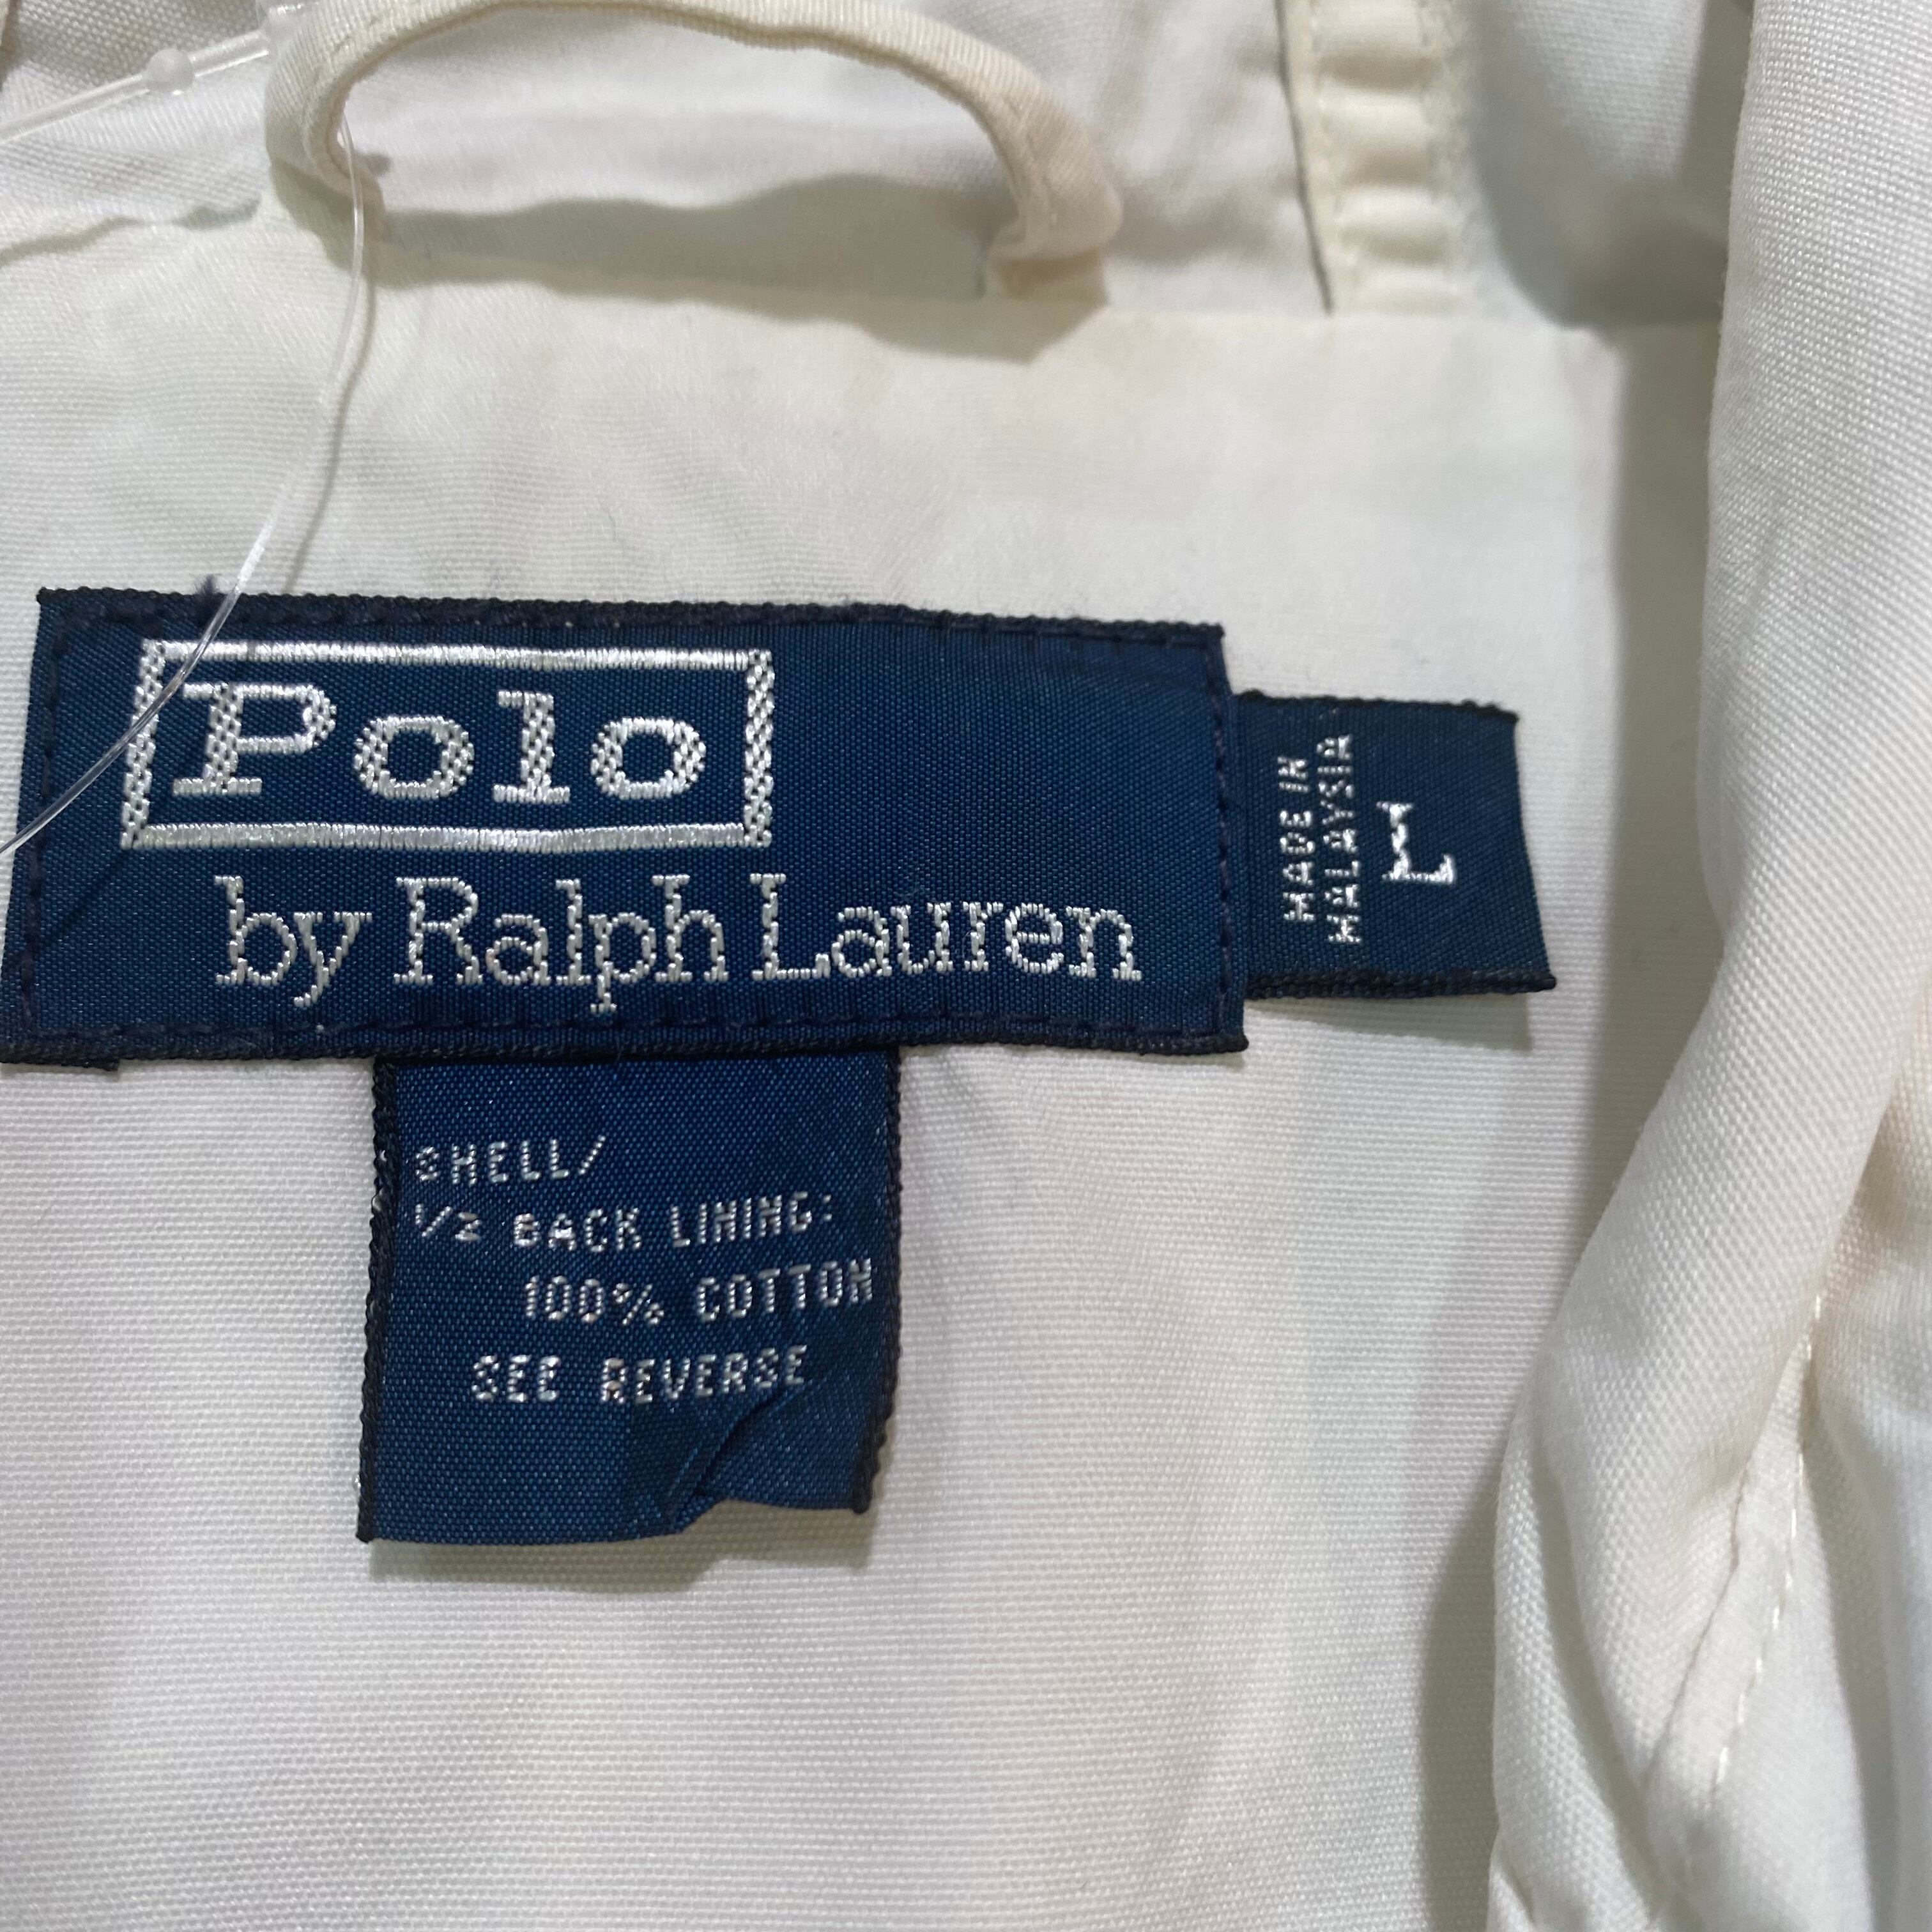 Polo
by Ralph Lauren
MADE IN
MALAYSIA
L
SHELL/
1/2 BACK LINING:
100% COTTON
SEE REVERSE